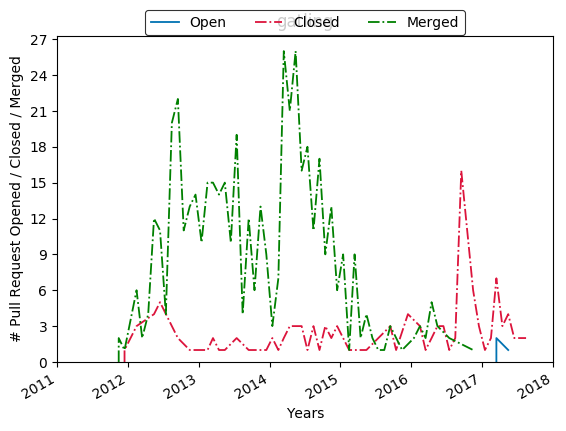 gatling
Open Closed Merged
27
24
21
18
15
12
9
6
3
0
# Pull Request Opened / Closed / Merged
2011 2012 2013 2014 2015 2016 2017 2018
Years